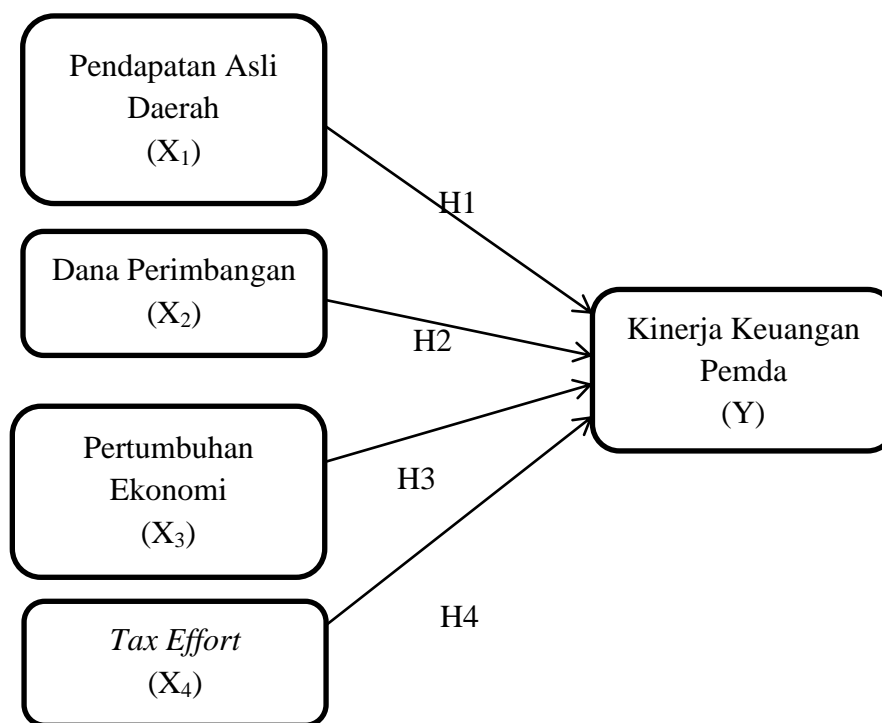 Pendapatan Asli
Daerah
(X₁)
H1
Dana Perimbangan
(X₂)
H2
Kinerja Keuangan
Pemda
(Y)
Pertumbuhan
Ekonomi
(X₃)
H3
Tax Effort
(X₄)
H4